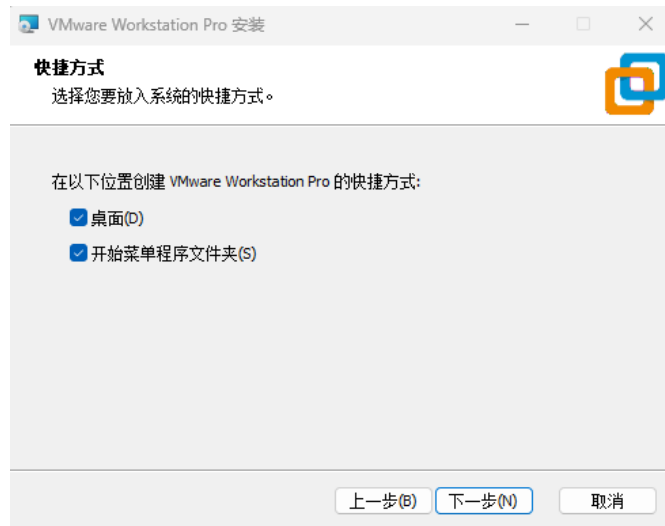 VMware Workstation Pro 安装
快捷方式
选择您要放入系统的快捷方式。
在以下位置创建 VMware Workstation Pro 的快捷方式:
桌面(D)
开始菜单程序文件夹(S)
上一步(B) 下一步(N) 取消